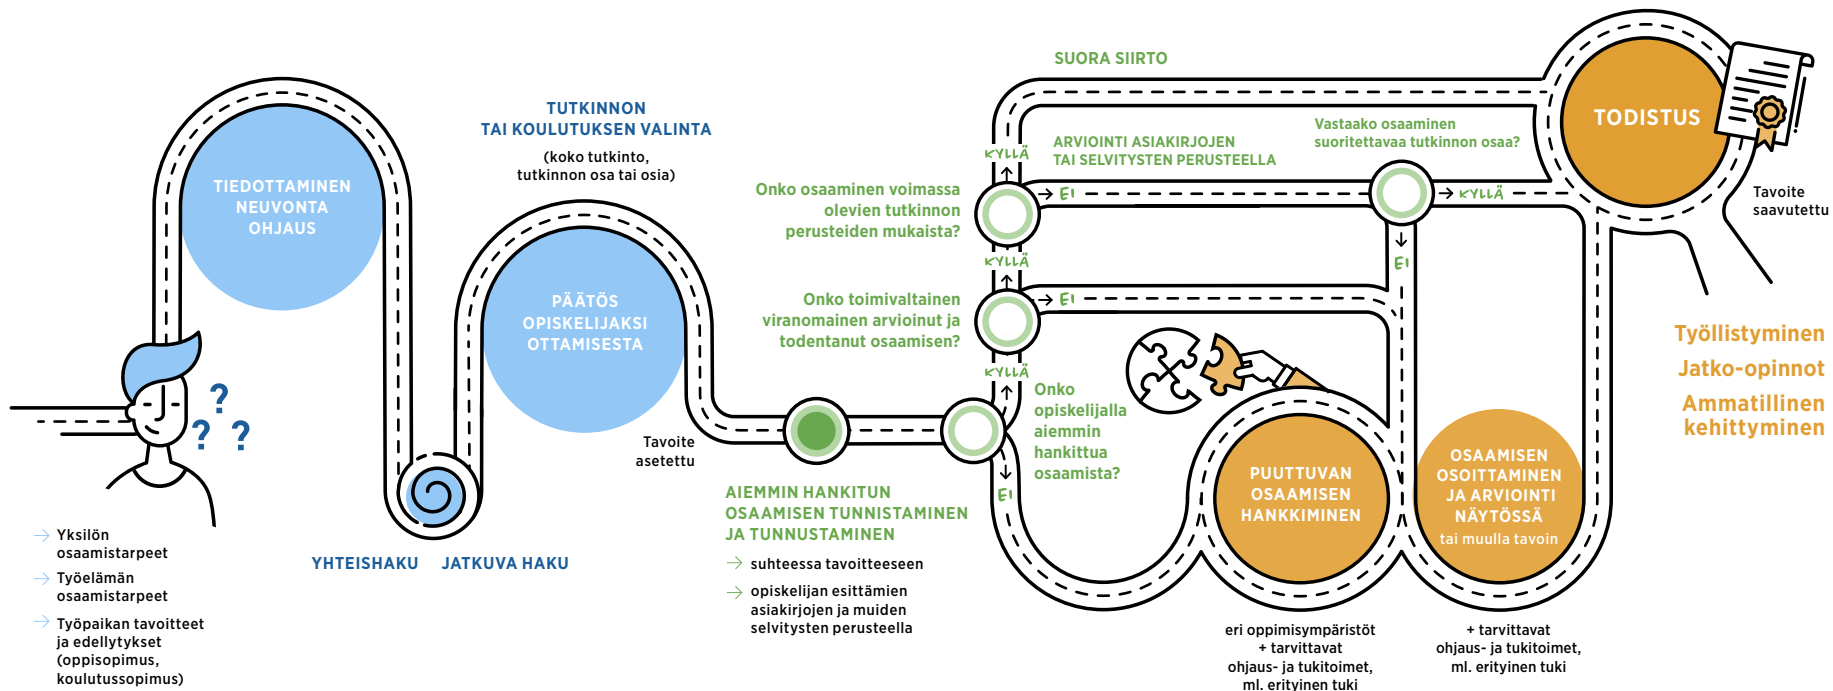 TIEDOTTAMINEN
NEUVONTA
OHJAUS
?
?
?
→ Yksilön
osaamistarpeet
→ Työelämän
osaamistarpeet
→ Työpaikan tavoitteet
ja edellytykset
(oppisopimus,
koulutussopimus)
YHTEISHAKU
JATKUVA HAKU
TUTKINNON
TAI KOULUTUKSEN VALINTA
(koko tutkinto,
tutkinnon osa tai osia)
PÄÄTÖS
OPISKELIJAKSI
OTTAMISESTA
Tavoite
asetettu
AIEMMIN HANKITUN
OSAAMISEN TUNNISTAMINEN
JA TUNNUSTAMINEN
→ suhteessa tavoitteeseen
→ opiskelijan esittämien
asiakirjojen ja muiden
selvitysten perusteella
Onko
opiskelijalla
aiemmin
hankittua
osaamista?
→ EI
KYLLÄ
Onko toimivaltainen
viranomainen arvioinut ja
todentanut osaamisen?
→ EI
KYLLÄ
Onko osaaminen voimassa
olevien tutkinnon
perusteiden mukaista?
→ EI
KYLLÄ
SUORA SIIRTO
ARVIOINTI ASIAKIRJOJEN
TAI SELVITYSTEN PERUSTEELLA
Vastaako osaaminen
suoritettavaa tutkinnon osaa?
→ KYLLÄ
EI
PUUTTUVAN
OSAAMISEN
HANKKIMINEN
eri oppimisympäristöt
+ tarvittavat
ohjaus- ja tukitoimet,
ml. erityinen tuki
OSAAMISEN
OSOITTAMINEN
JA ARVIOINTI
NÄYTÖSSÄ
tai muulla tavoin
+ tarvittavat
ohjaus- ja tukitoimet,
ml. erityinen tuki
TODISTUS
Tavoite
saavutettu
Työllistyminen
Jatko-opinnot
Ammatillinen
kehittyminen